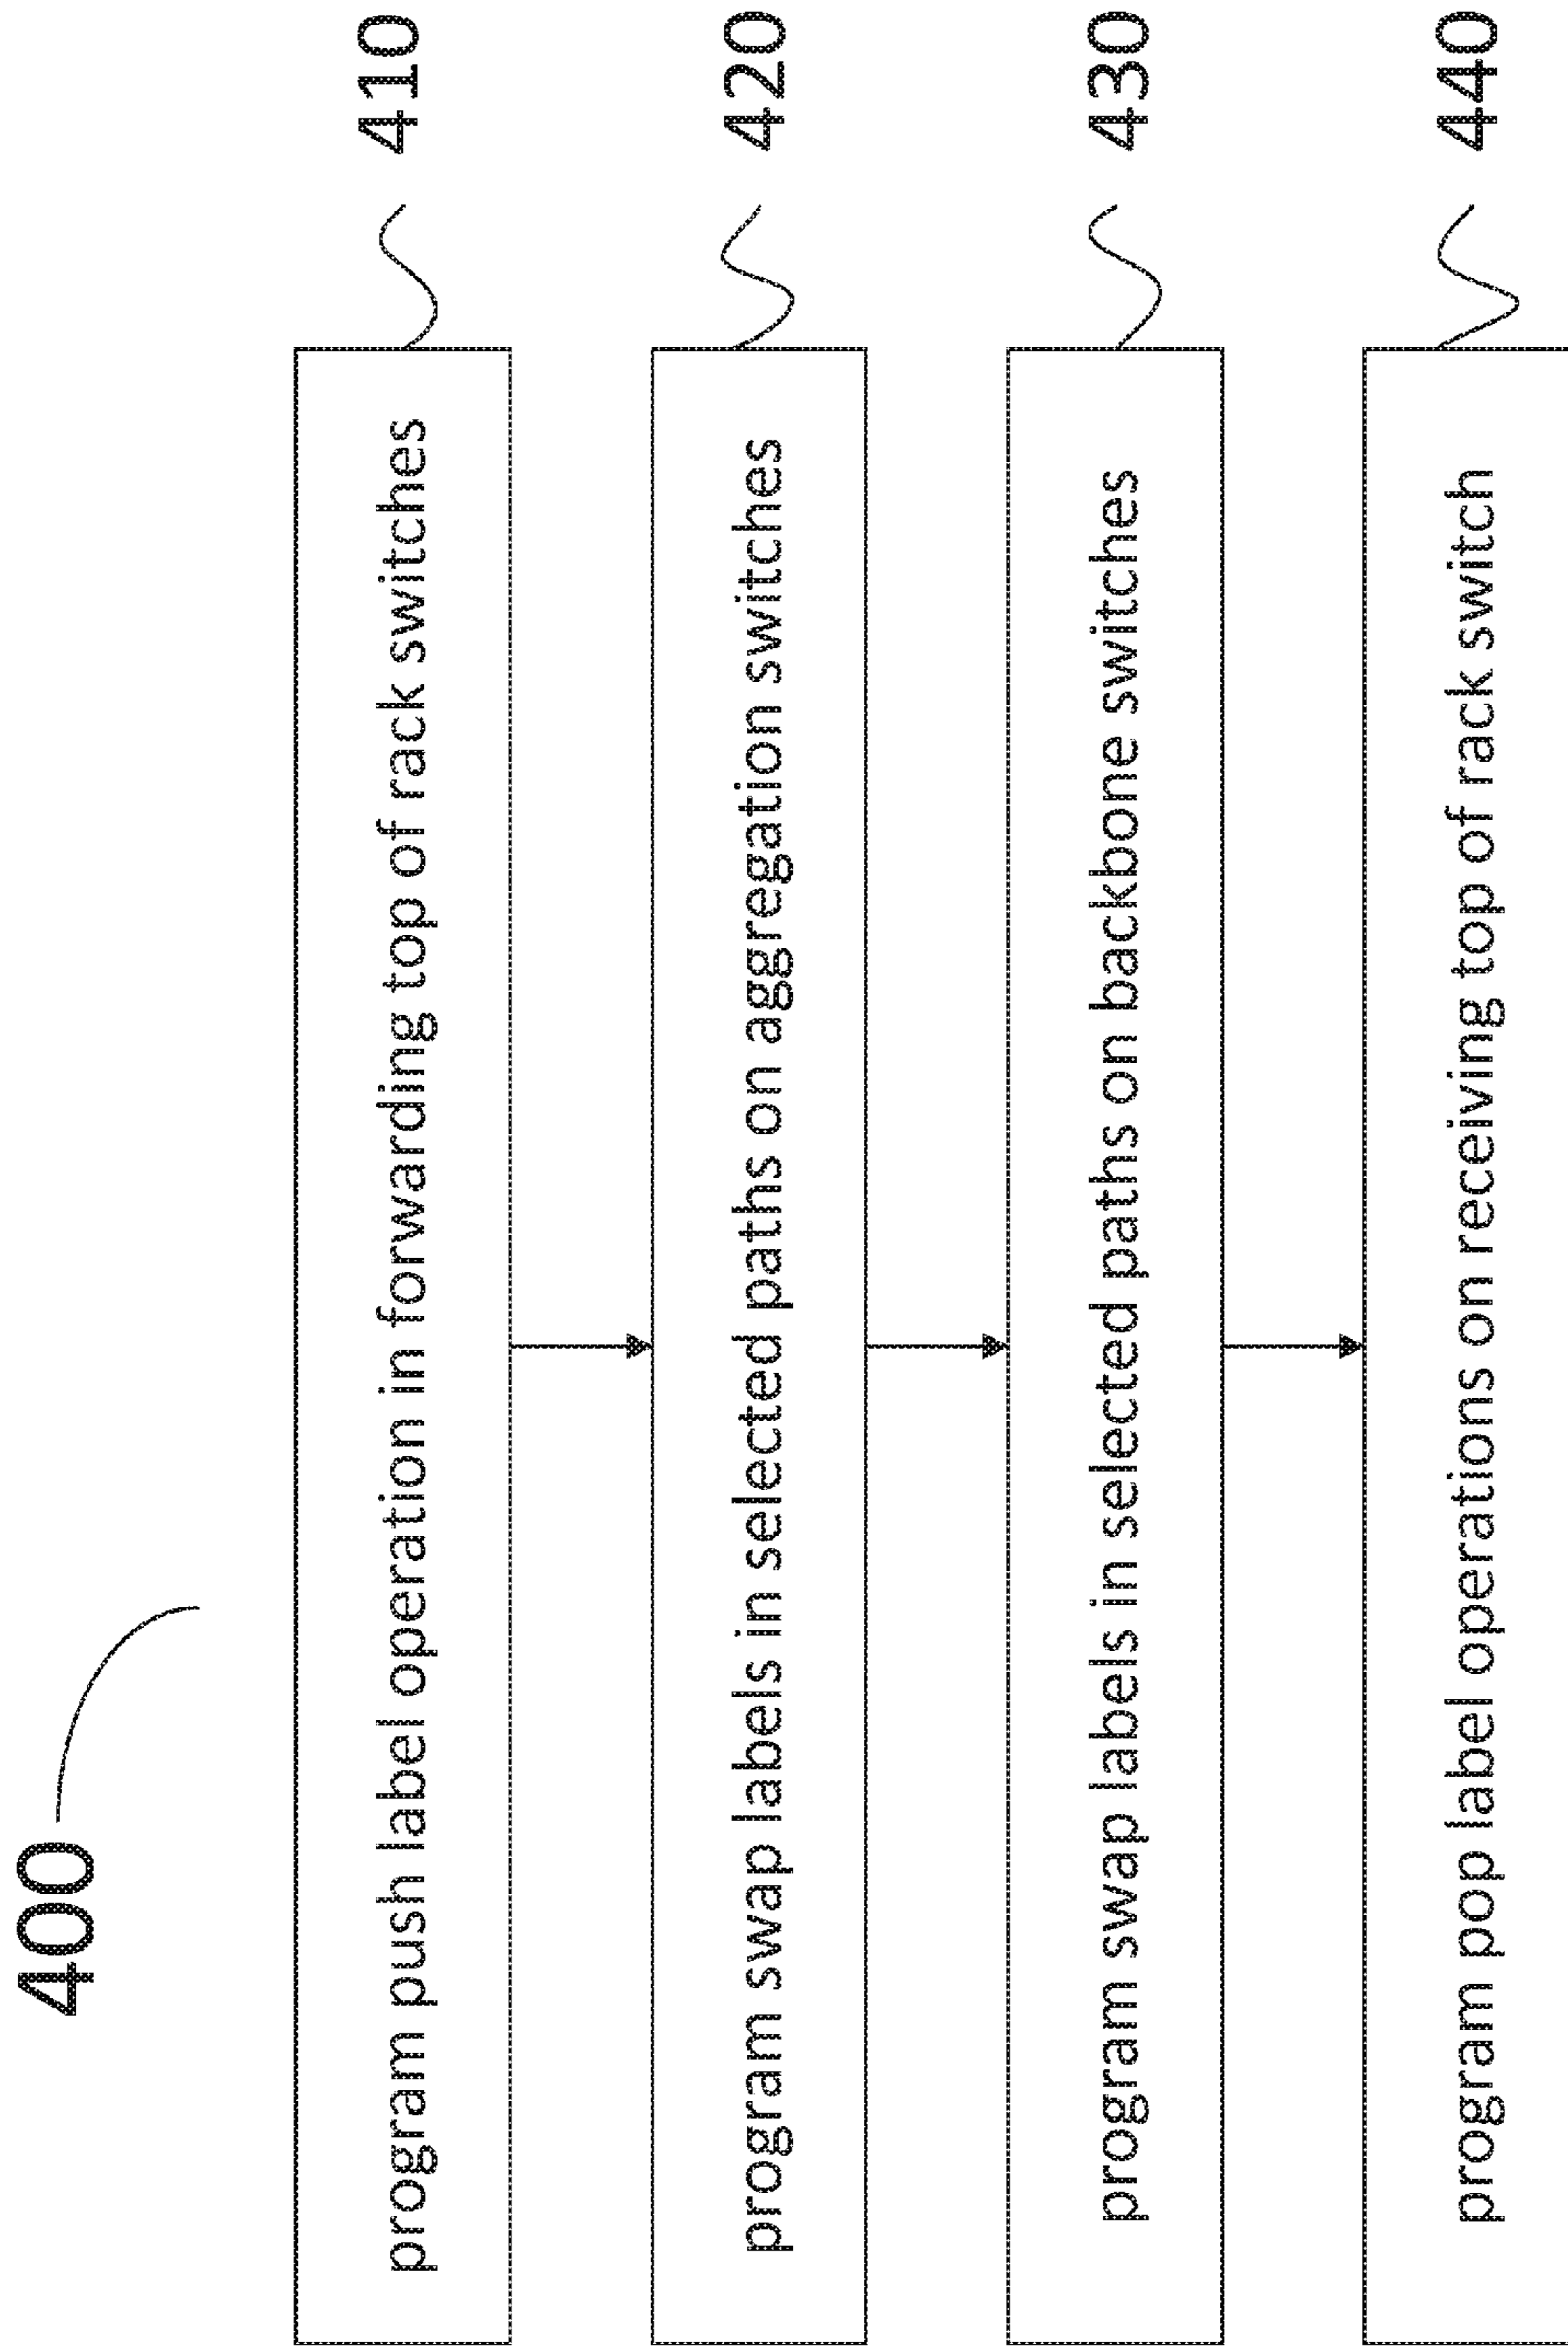 400
program push label operation in forwarding top of rack switches
410
program swap labels in selected paths on aggregation switches
420
program swap labels in selected paths on backbone switches
430
program pop label operations on receiving top of rack switch
440